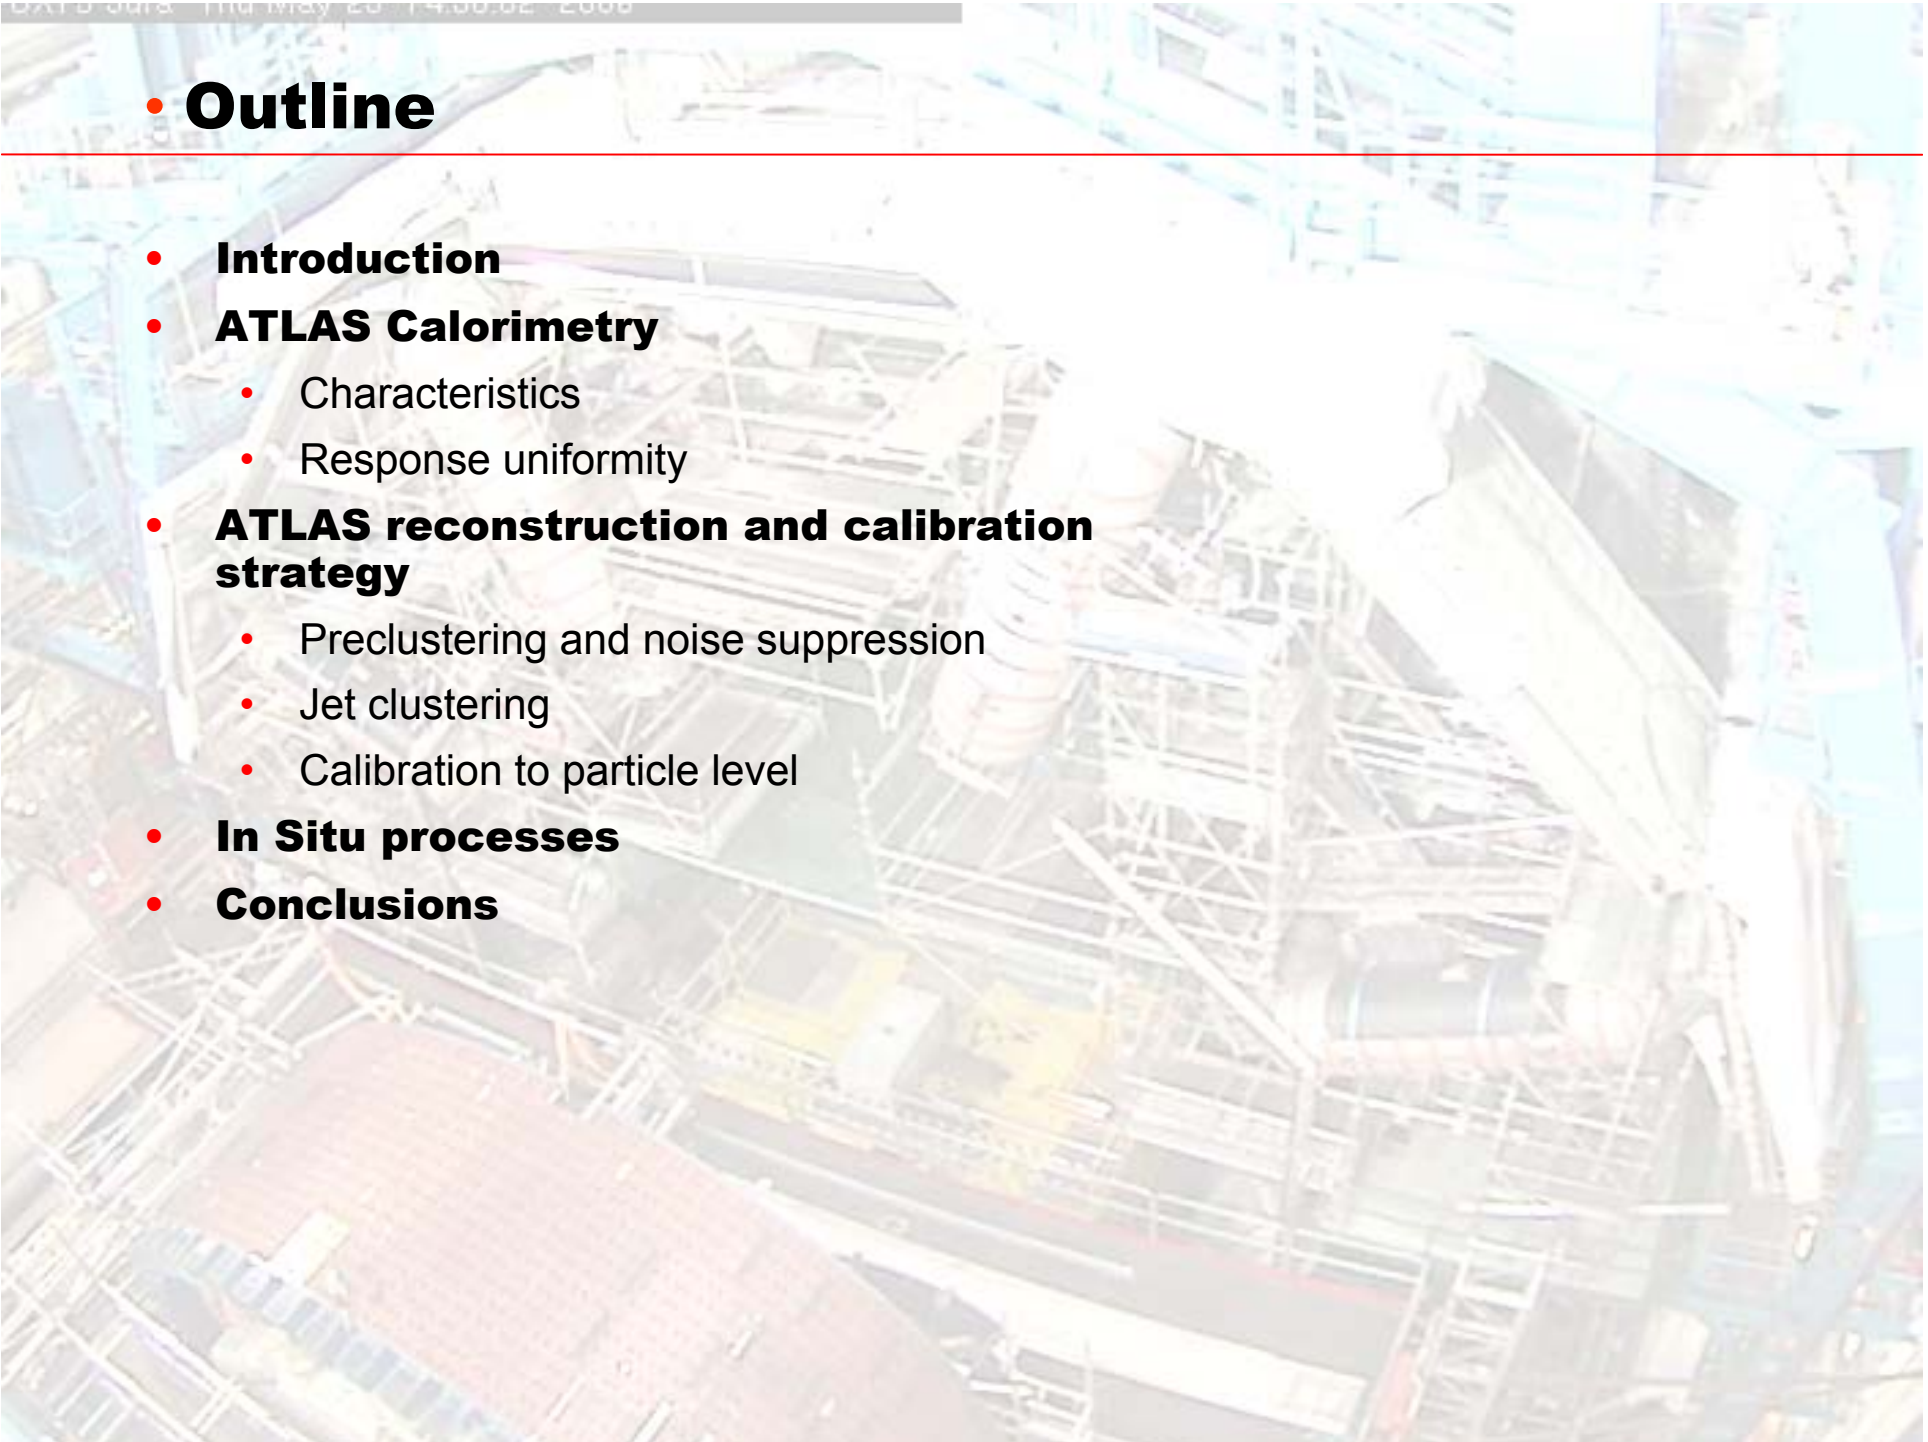 • Outline
• Introduction
• ATLAS Calorimetry
• Characteristics
• Response uniformity
• ATLAS reconstruction and calibration
strategy
• Preclustering and noise suppression
• Jet clustering
• Calibration to particle level
• In Situ processes
• Conclusions